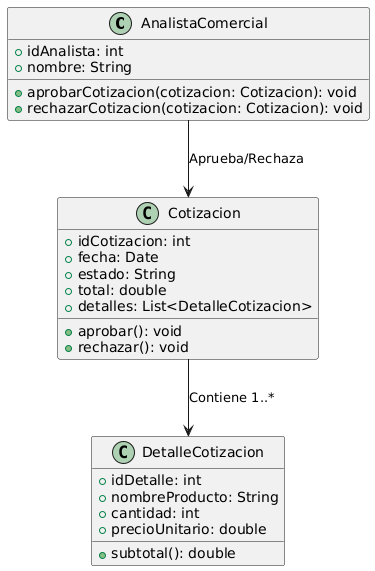 C AnalistaComercial
idAnalista: int
nombre: String
aprobarCotizacion(cotizacion: Cotizacion): void
rechazarCotizacion(cotizacion: Cotizacion): void
Aprueba/Rechaza
C Cotizacion
idCotizacion: int
fecha: Date
estado: String
total: double
detalles: List<DetalleCotizacion>
aprobar(): void
rechazar(): void
Contiene 1..*
C DetalleCotizacion
idDetalle: int
nombreProducto: String
cantidad: int
precioUnitario: double
subtotal(): double